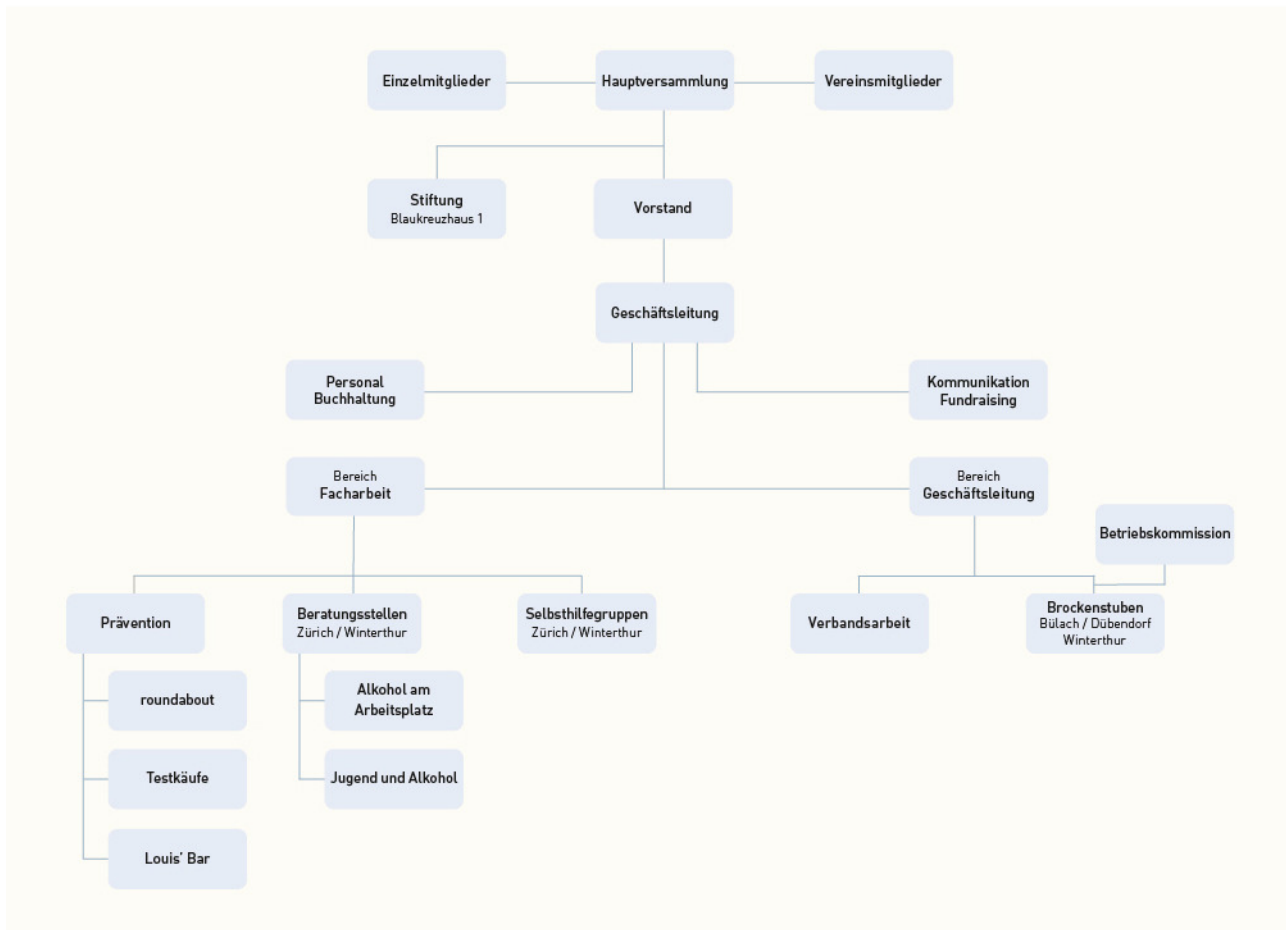 Einzelmitglieder
Hauptversammlung
Vereinsmitglieder
Stiftung
Blaukreuzhaus 1
Vorstand
Geschäftsleitung
Personal
Buchhaltung
Kommunikation
Fundraising
Bereich
Facharbeit
Bereich
Geschäftsleitung
Betriebskommission
Prävention
Beratungsstellen
Zürich / Winterthur
Selbsthilfegruppen
Zürich / Winterthur
Verbandsarbeit
Brockenstuben
Bülach / Dübendorf
Winterthur
roundabout
Alkohol am
Arbeitsplatz
Testkäufe
Jugend und Alkohol
Louis’ Bar